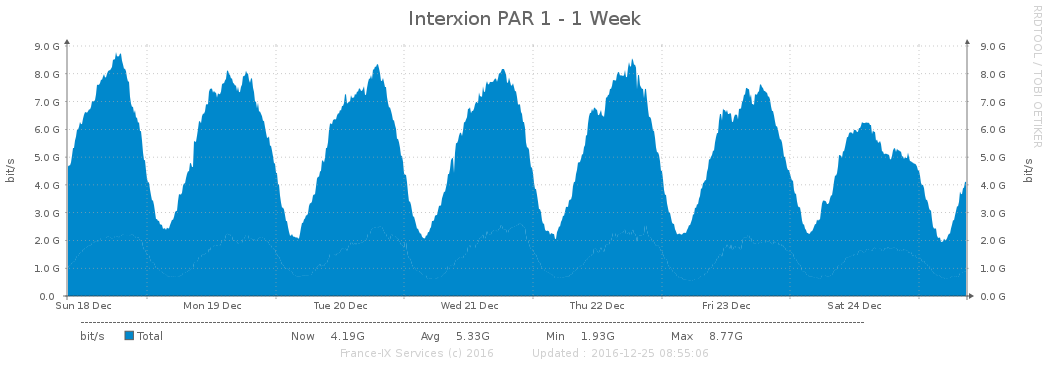 Interxion PAR 1 - 1 Week
RRDTOOL / TOBI OETIKER
bit/s
9.0 G 9.0 G
8.0 G 8.0 G
7.0 G 7.0 G
6.0 G 6.0 G
5.0 G 5.0 G
4.0 G 4.0 G
3.0 G 3.0 G
2.0 G 2.0 G
1.0 G 1.0 G
0.0 0.0 G
bit/s
Sun 18 Dec Mon 19 Dec Tue 20 Dec Wed 21 Dec Thu 22 Dec Fri 23 Dec Sat 24 Dec
bit/s Total Now 4.19G Avg 5.33G Min 1.93G Max 8.77G
France-IX Services (c) 2016 Updated : 2016-12-25 08:55:06